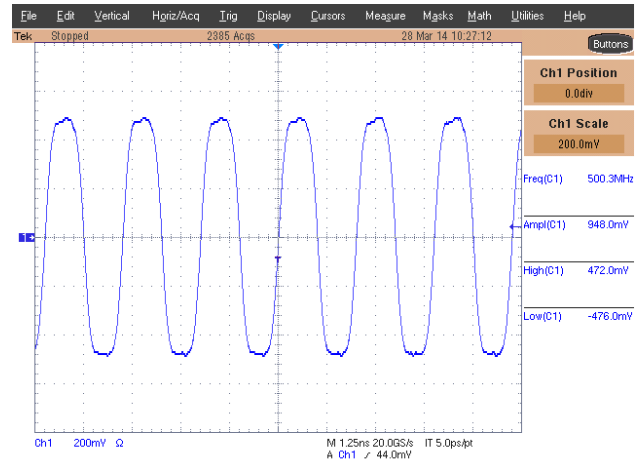 File Edit Vertical Horiz/Acq Trig Display Cursors Measure Masks Math Utilities Help
Tek Stopped 2385 Acqs 28 Mar 14 10:27:12
Buttons
Ch1 Position
0.0div
Ch1 Scale
200.0mV
Freq(C1) 500.3MHz
Ampl(C1) 948.0mV
High(C1) 472.0mV
Low(C1) -476.0mV
1
Ch1 200mV Ω M 1.25ns 20.0GS/s IT 5.0ps/pt
A Ch1 ∕ 44.0mV